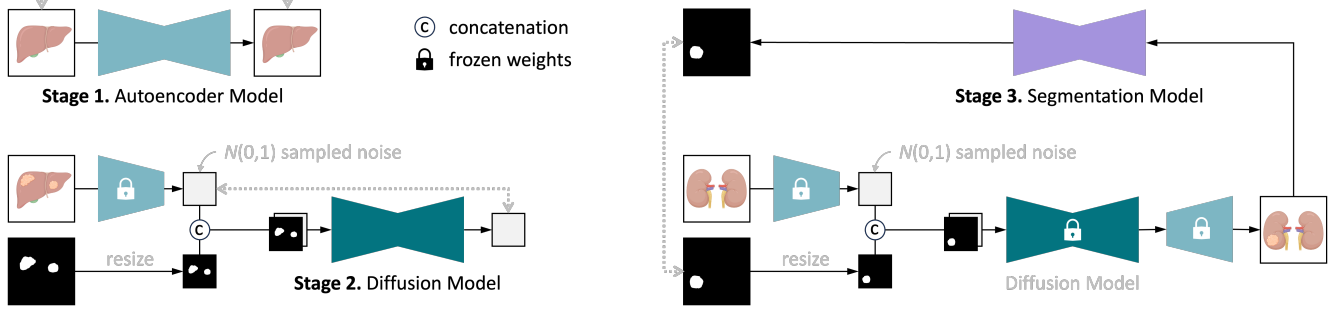 C concatenation
frozen weights
Stage 1. Autoencoder Model
N(0,1) sampled noise
C
resize
Stage 2. Diffusion Model
Stage 3. Segmentation Model
N(0,1) sampled noise
C
resize
Diffusion Model